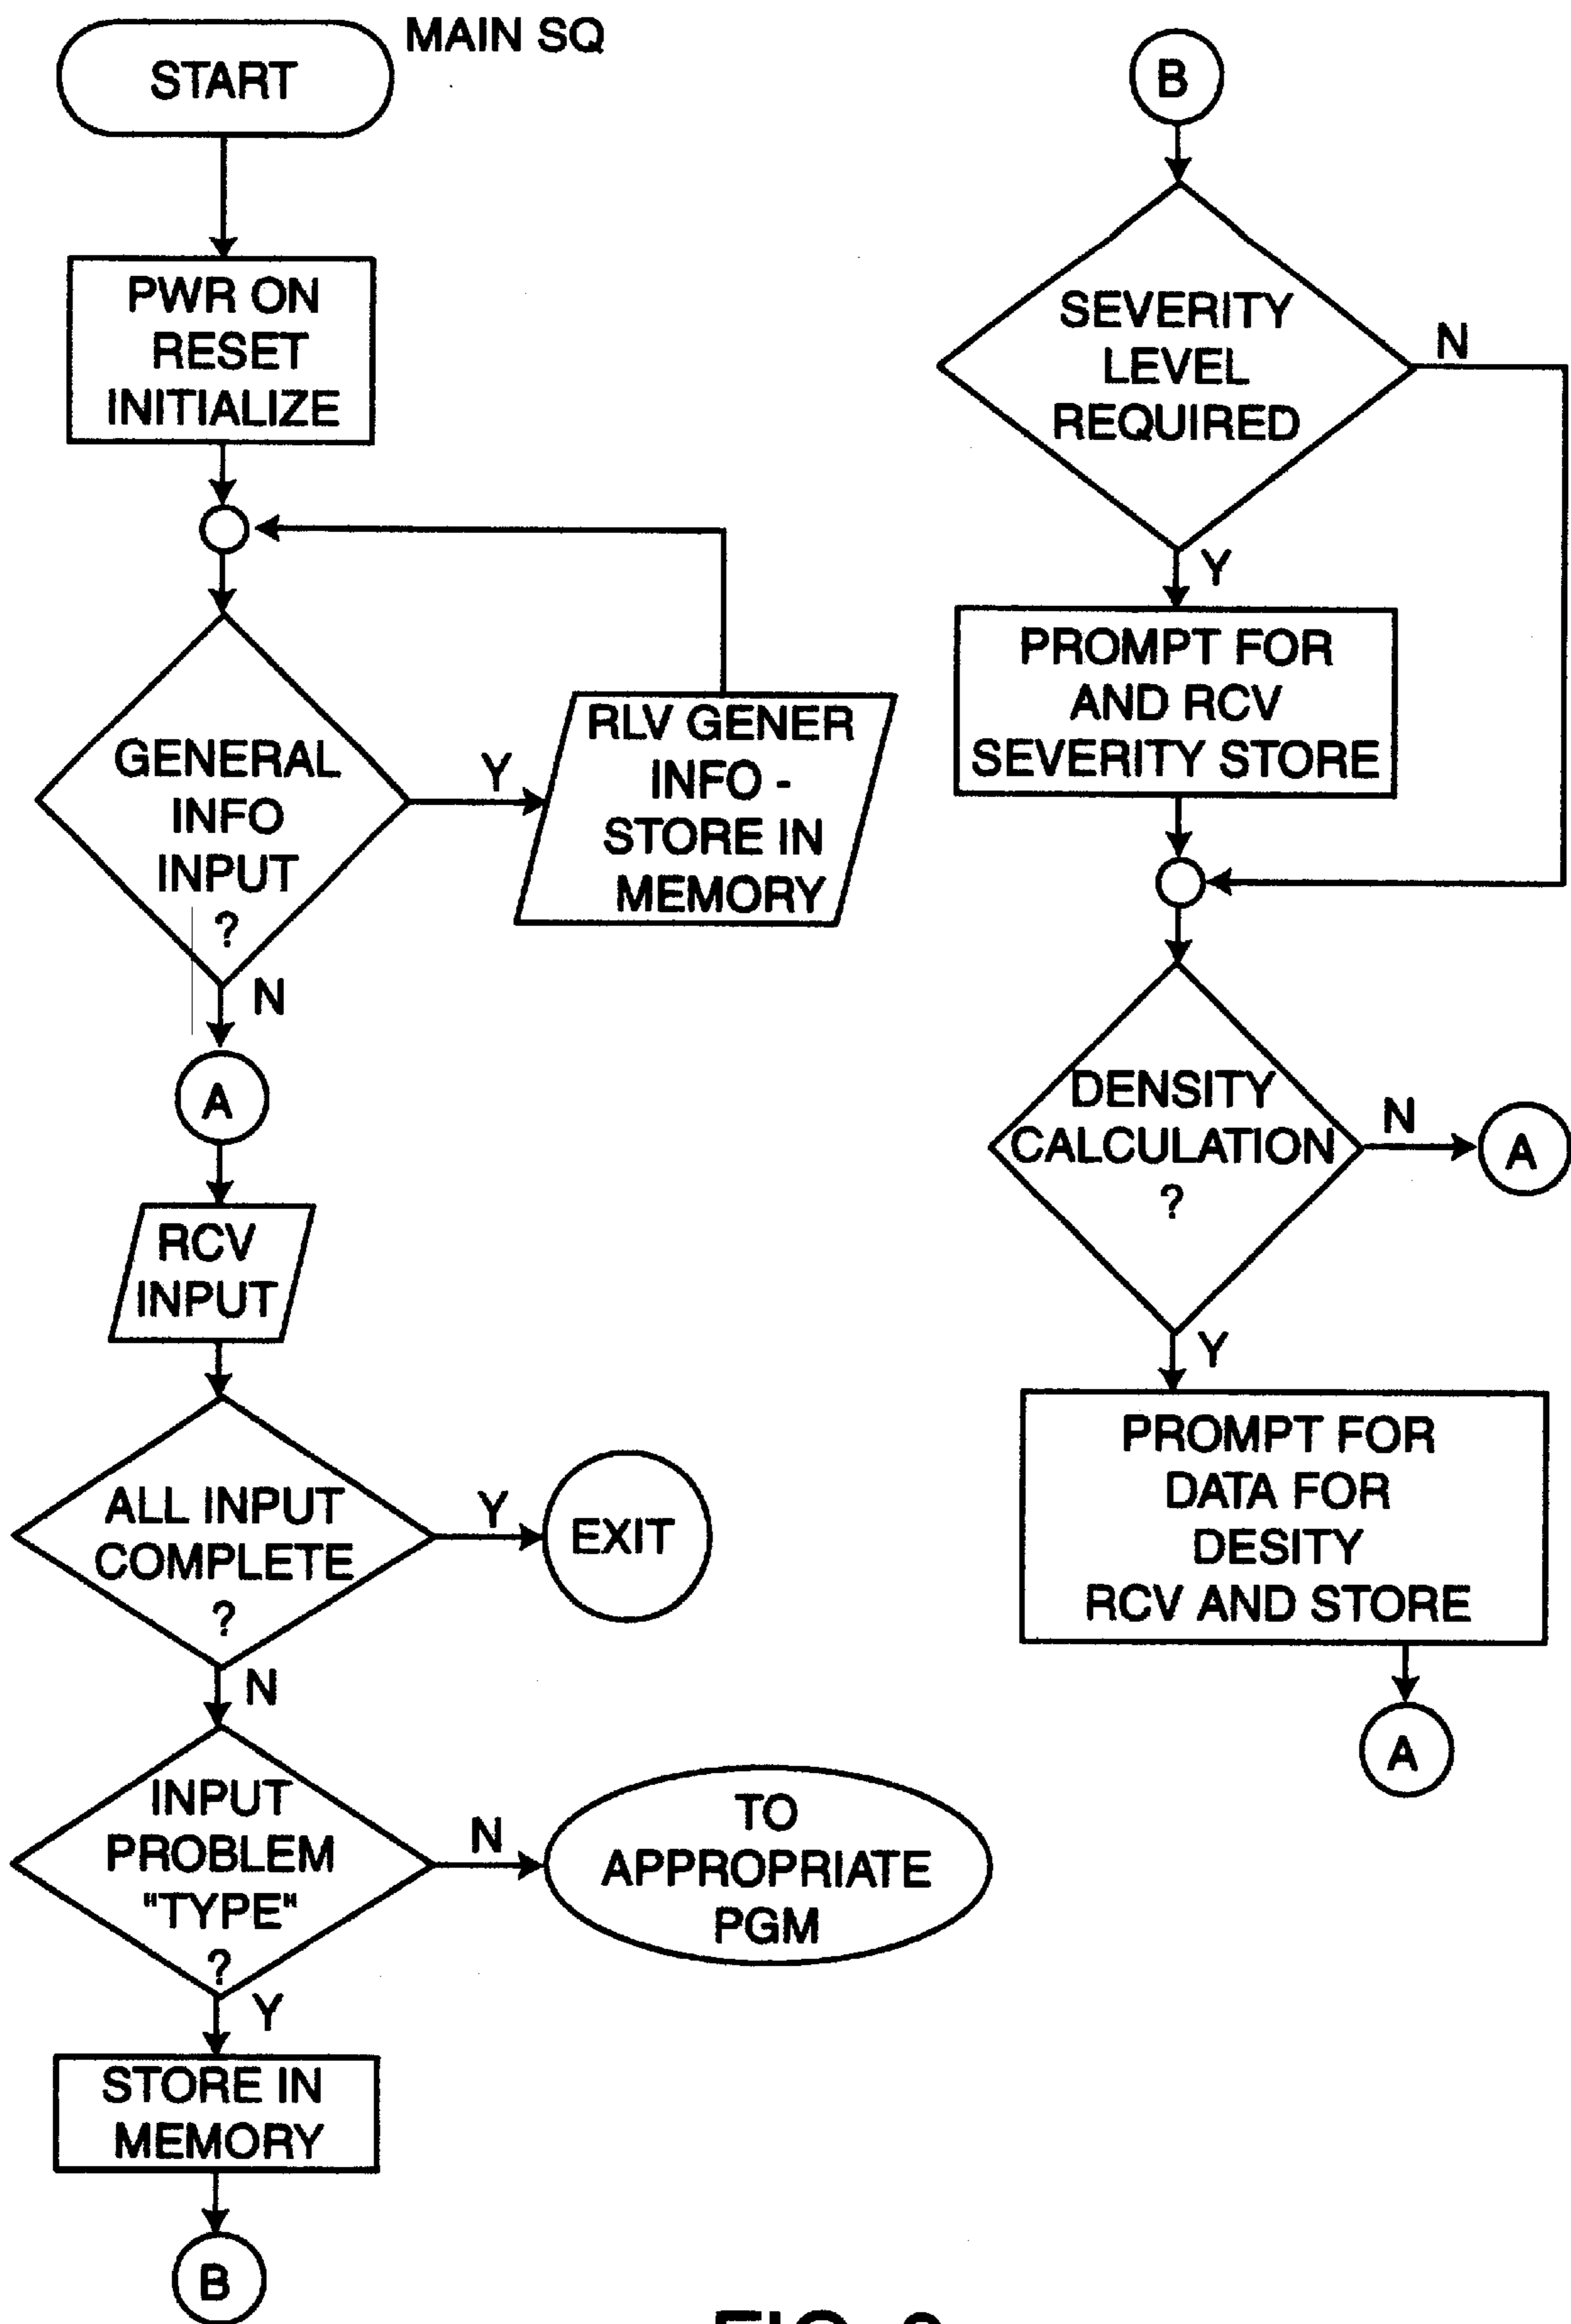 MAIN SQ
START
PWR ON
RESET
INITIALIZE
GENERAL
INFO
INPUT
?
Y
RLV GENER
INFO -
STORE IN
MEMORY
N
A
RCV
INPUT
ALL INPUT
COMPLETE
?
Y
EXIT
N
INPUT
PROBLEM
"TYPE"
?
N
TO
APPROPRIATE
PGM
Y
STORE IN
MEMORY
B
B
SEVERITY
LEVEL
REQUIRED
N
Y
PROMPT FOR
AND RCV
SEVERITY STORE
DENSITY
CALCULATION
?
N
A
Y
PROMPT FOR
DATA FOR
DESITY
RCV AND STORE
A